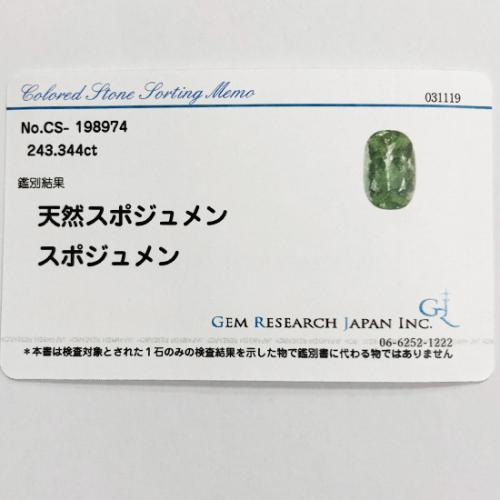 Colored Stone Sorting Memo
031119
No.CS- 198974
243.344ct
鑑別結果
天然スポジュメン
スポジュメン
GEM RESEARCH JAPAN INC.
06-6252-1222
*本書は検査対象とされた1石のみの検査結果を示した物で鑑別書に代わる物ではありません